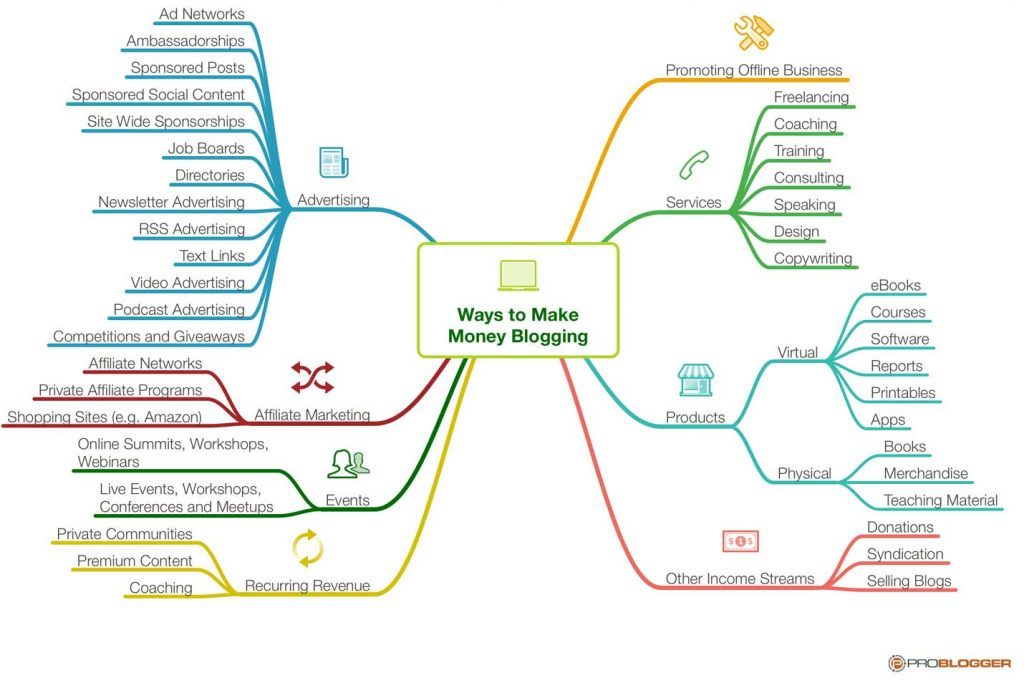 Ad Networks
Ambassadorships
Sponsored Posts
Sponsored Social Content
Site Wide Sponsorships
Job Boards
Directories
Newsletter Advertising
RSS Advertising
Text Links
Video Advertising
Podcast Advertising
Competitions and Giveaways
Advertising
Affiliate Networks
Private Affiliate Programs
Shopping Sites (e.g. Amazon)
Affiliate Marketing
Online Summits, Workshops,
Webinars
Live Events, Workshops,
Conferences and Meetups
Events
Private Communities
Premium Content
Coaching
Recurring Revenue
Ways to Make
Money Blogging
Promoting Offline Business
Services
Freelancing
Coaching
Training
Consulting
Speaking
Design
Copywriting
Products
Virtual
eBooks
Courses
Software
Reports
Printables
Apps
Physical
Books
Merchandise
Teaching Material
$1$
Other Income Streams
Donations
Syndication
Selling Blogs
PROBLOGGER